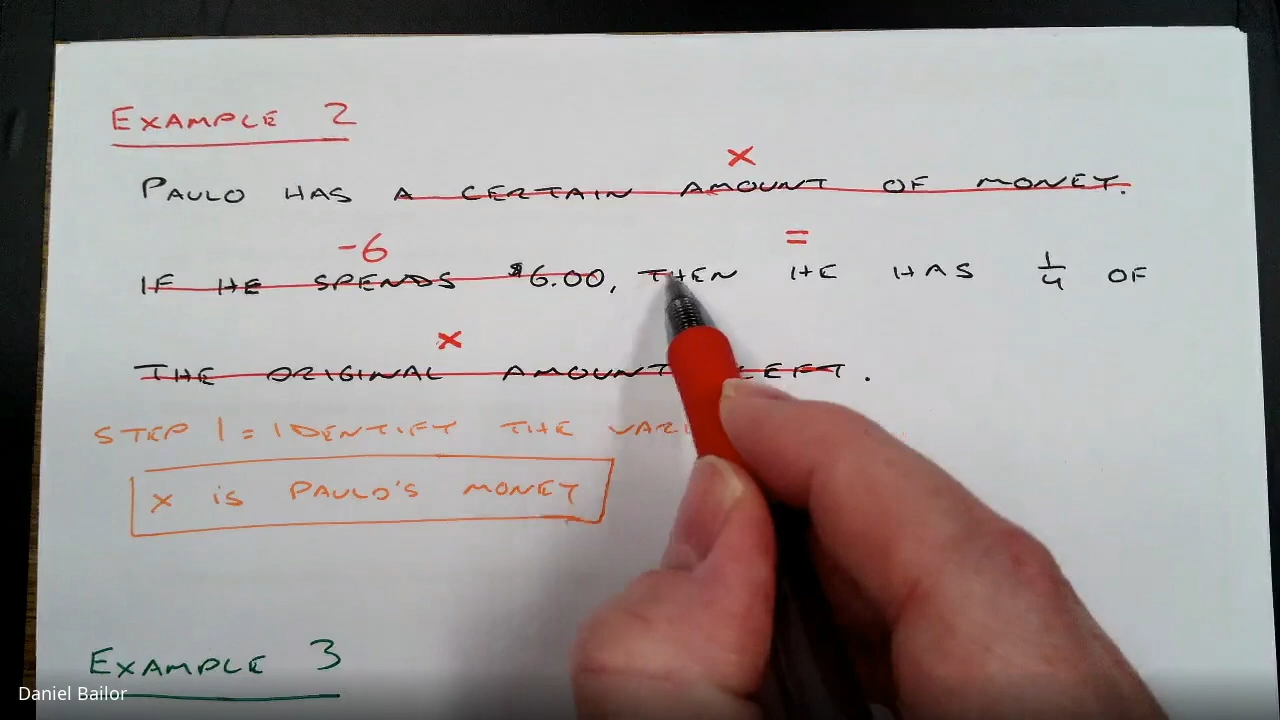 EXAMPLE 2
x
PAULO HAS A CERTAIN AMOUNT OF MONEY.
-6 =
IF HE SPENDS $6.00, THEN HE HAS 1/4 OF
x
THE ORIGINAL AMOUNT LEFT.
STEP 1 = IDENTIFY THE
x IS PAULO'S MONEY
EXAMPLE 3
Daniel Bailor